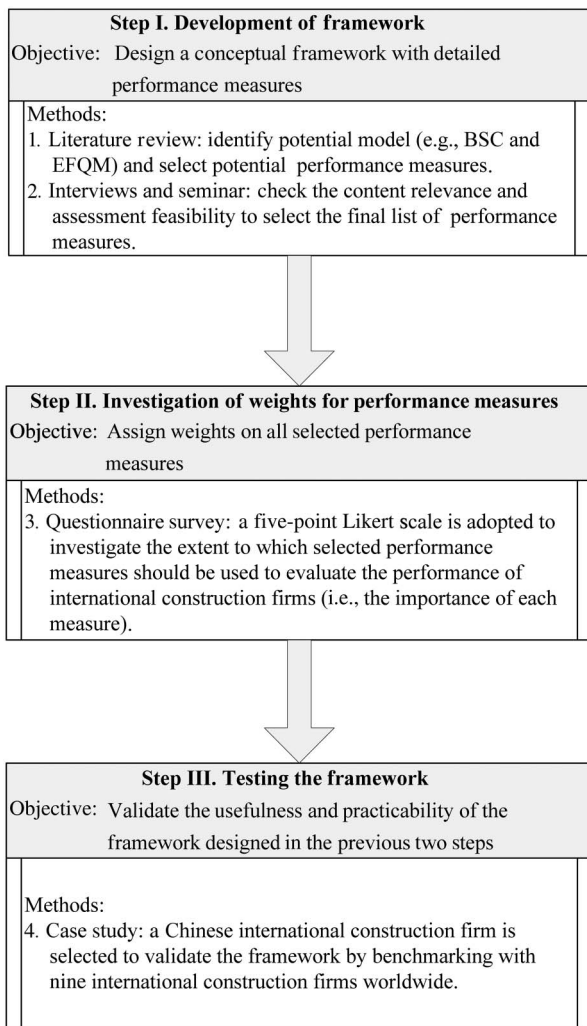 Step I. Development of framework
Objective: Design a conceptual framework with detailed
performance measures
Methods:
1. Literature review: identify potential model (e.g., BSC and
EFQM) and select potential performance measures.
2. Interviews and seminar: check the content relevance and
assessment feasibility to select the final list of performance
measures.
Step II. Investigation of weights for performance measures
Objective: Assign weights on all selected performance
measures
Methods:
3. Questionnaire survey: a five-point Likert scale is adopted to
investigate the extent to which selected performance
measures should be used to evaluate the performance of
international construction firms (i.e., the importance of each
measure).
Step III. Testing the framework
Objective: Validate the usefulness and practicability of the
framework designed in the previous two steps
Methods:
4. Case study: a Chinese international construction firm is
selected to validate the framework by benchmarking with
nine international construction firms worldwide.